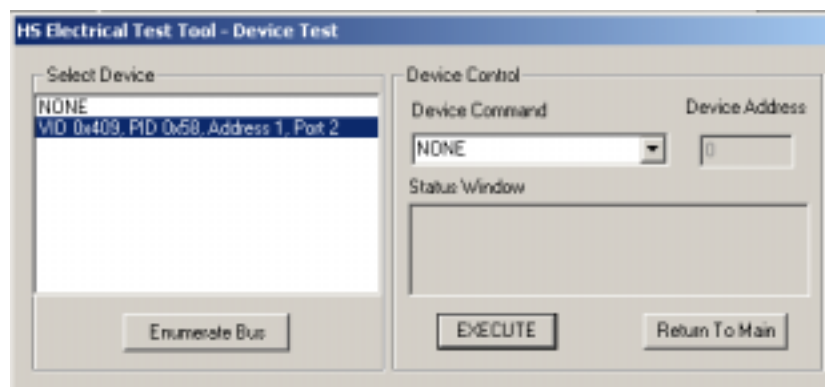 HS Electrical Test Tool - Device Test
Select Device
NONE
VID 0x409, PID 0x58, Address 1, Port 2
Enumerate Bus
Device Control
Device Command
Device Address
NONE
0
Status Window
EXECUTE
Return To Main